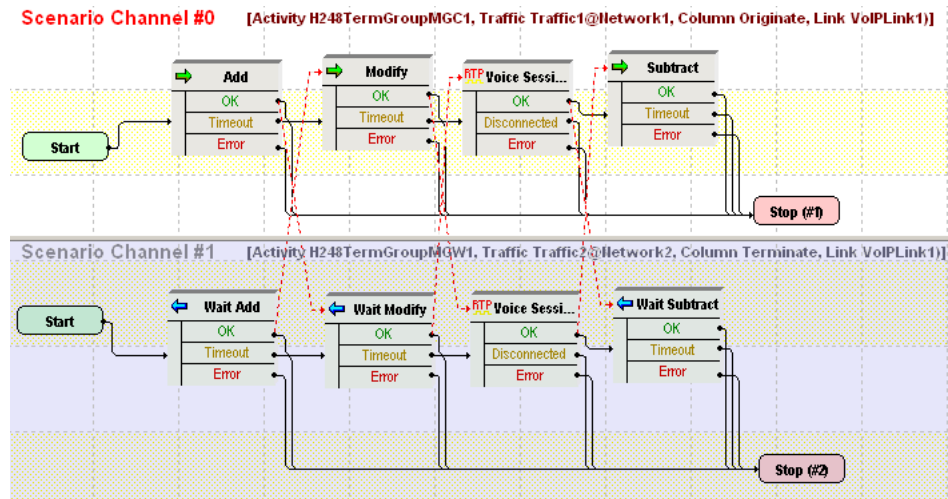 Scenario Channel #0 [Activity H248TermGroupMGC1, Traffic Traffic1@Network1, Column Originate, Link VoIPLink1)]
Start
Add
OK
Timeout
Error
Modify
OK
Timeout
Error
RTP Voice Sessi...
OK
Disconnected
Error
Subtract
OK
Timeout
Error
Stop (#1)
Scenario Channel #1 [Activity H248TermGroupMGW1, Traffic Traffic2@Network2, Column Terminate, Link VoIPLink1)]
Start
Wait Add
OK
Timeout
Error
Wait Modify
OK
Timeout
Error
RTP Voice Sessi...
OK
Disconnected
Error
Wait Subtract
OK
Timeout
Error
Stop (#2)